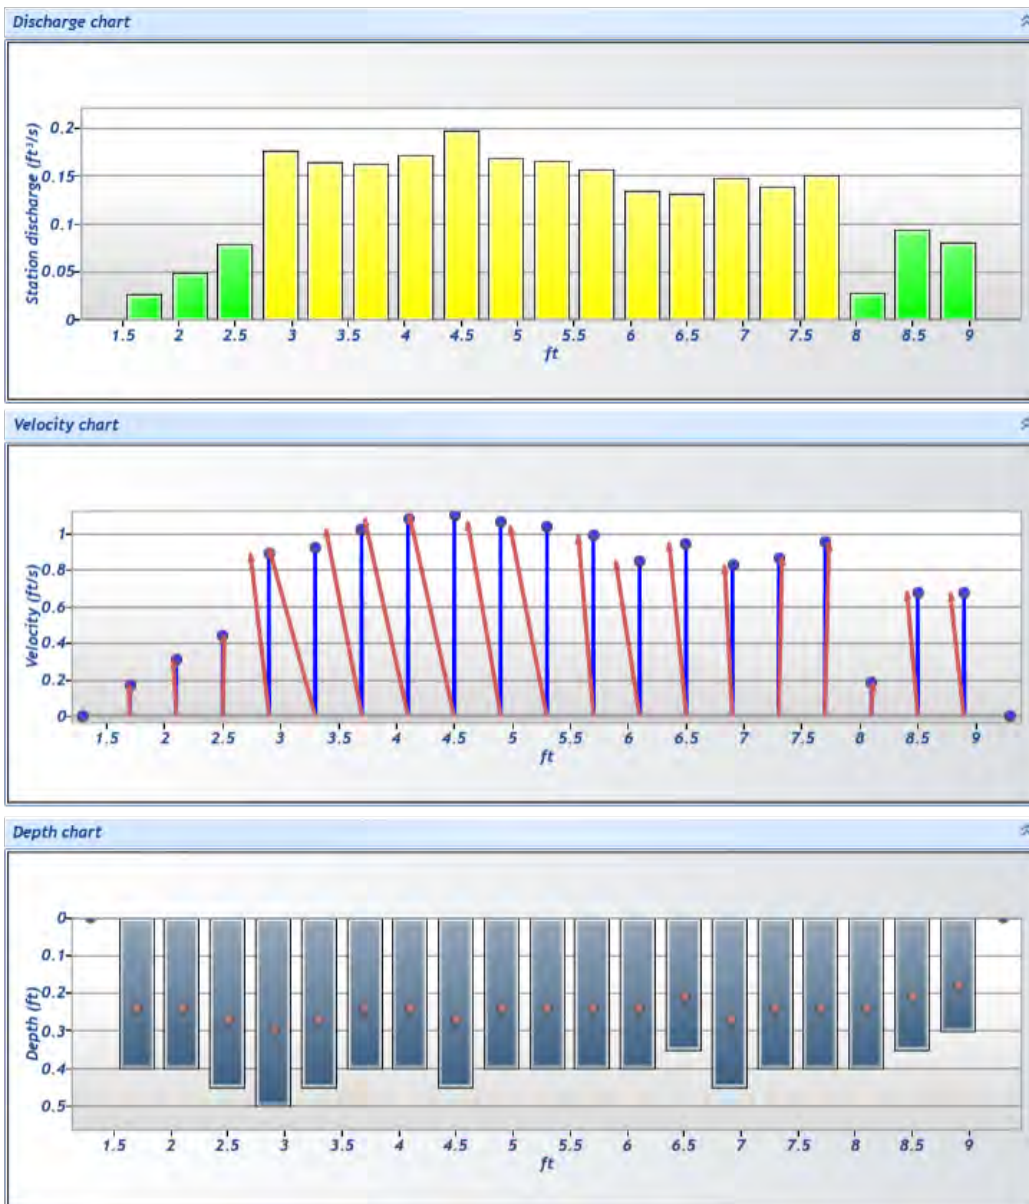 Discharge chart
Station discharge (ft³/s)
0.2
0.15
0.1
0.05
0
1.5 2 2.5 3 3.5 4 4.5 5 5.5 6 6.5 7 7.5 8 8.5 9
ft
Velocity chart
Velocity (ft/s)
1
0.8
0.6
0.4
0.2
0
1.5 2 2.5 3 3.5 4 4.5 5 5.5 6 6.5 7 7.5 8 8.5 9
ft
Depth chart
Depth (ft)
0
0.1
0.2
0.3
0.4
0.5
1.5 2 2.5 3 3.5 4 4.5 5 5.5 6 6.5 7 7.5 8 8.5 9
ft